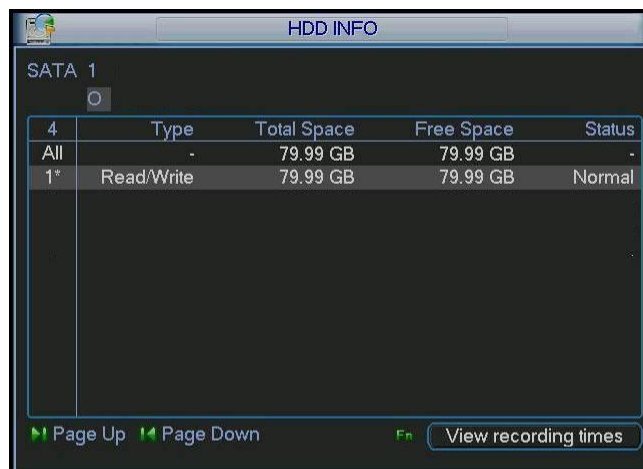 HDD INFO
SATA 1
O
4 Type Total Space Free Space Status
All - 79.99 GB 79.99 GB -
1* Read/Write 79.99 GB 79.99 GB Normal
Page Up Page Down Fn View recording times